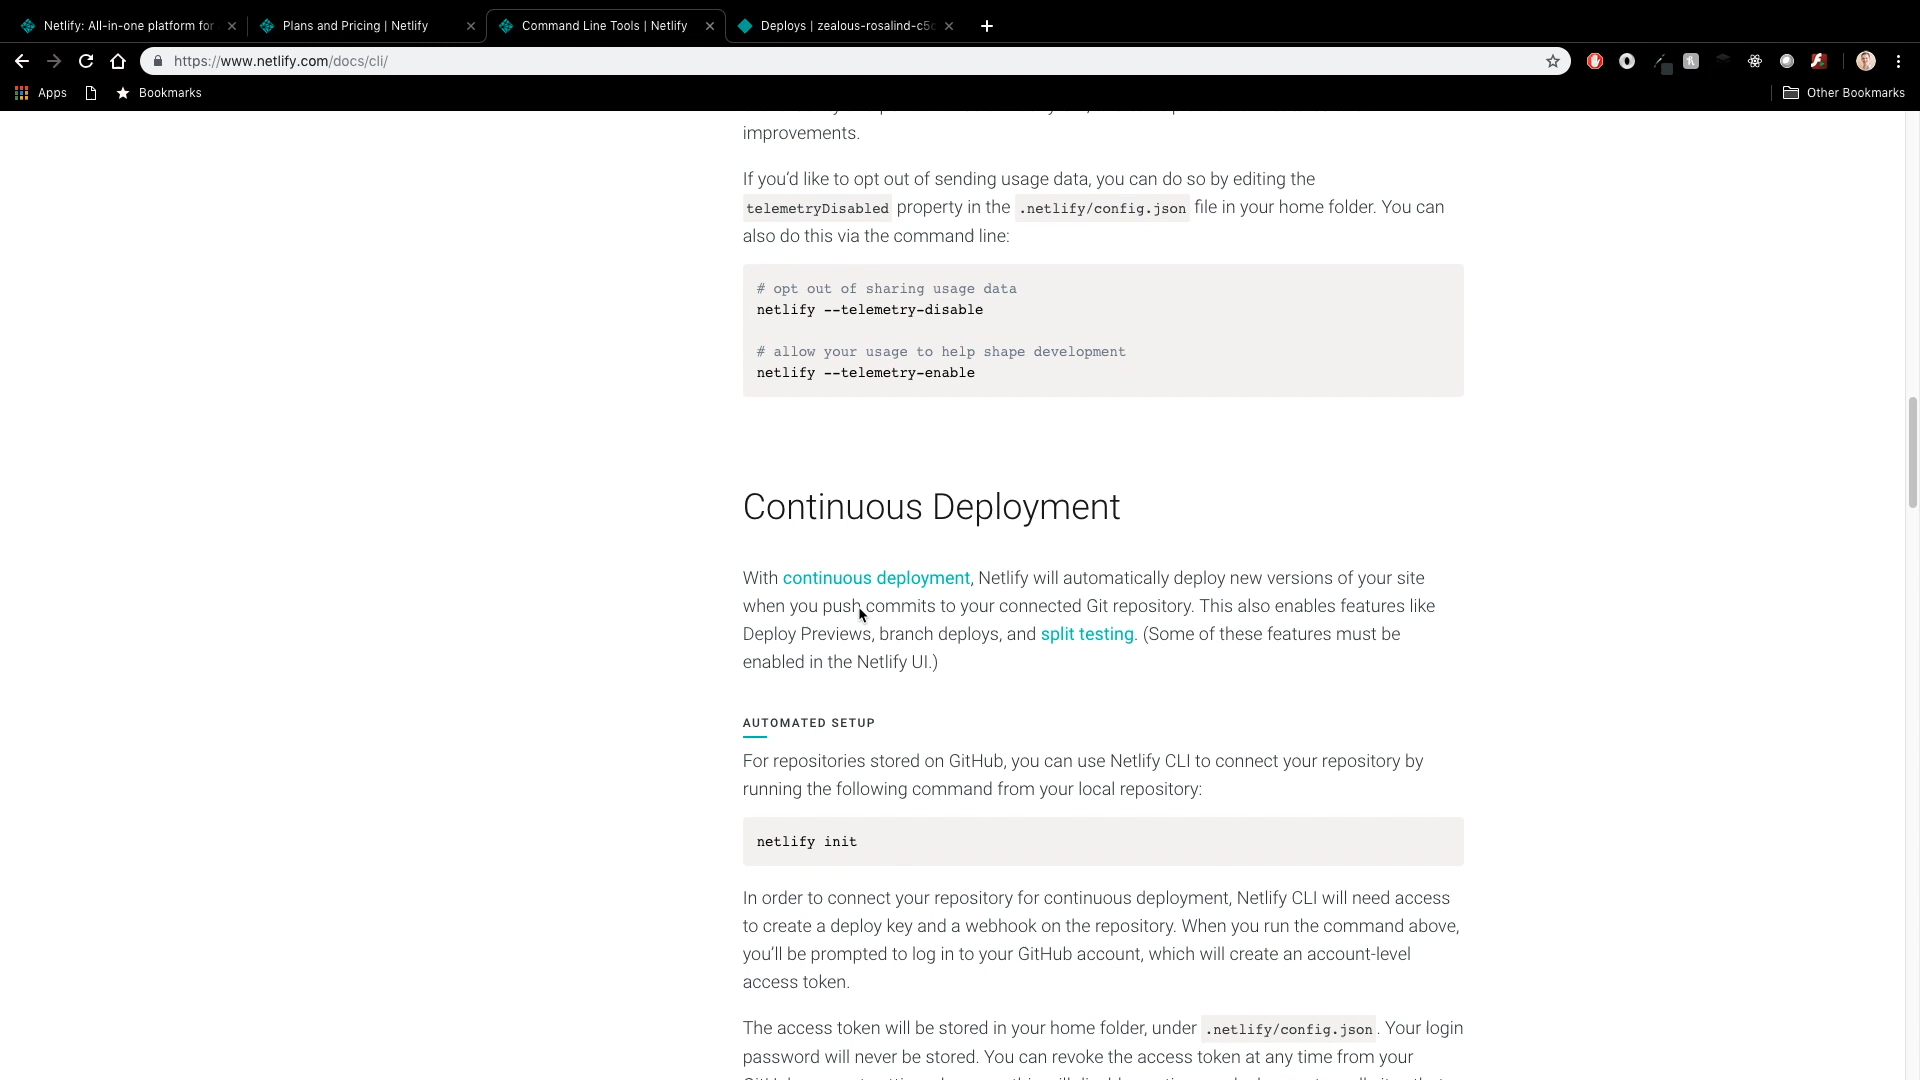 Netlify: All-in-one platform for
Plans and Pricing | Netlify
Command Line Tools | Netlify
Deploys | zealous-rosalind-c5
https://www.netlify.com/docs/cli/
Apps
Bookmarks
Other Bookmarks
improvements.
If you’d like to opt out of sending usage data, you can do so by editing the
telemetryDisabled property in the .netlify/config.json file in your home folder. You can
also do this via the command line:
# opt out of sharing usage data
netlify --telemetry-disable
# allow your usage to help shape development
netlify --telemetry-enable
Continuous Deployment
With continuous deployment, Netlify will automatically deploy new versions of your site
when you push commits to your connected Git repository. This also enables features like
Deploy Previews, branch deploys, and split testing. (Some of these features must be
enabled in the Netlify UI.)
AUTOMATED SETUP
For repositories stored on GitHub, you can use Netlify CLI to connect your repository by
running the following command from your local repository:
netlify init
In order to connect your repository for continuous deployment, Netlify CLI will need access
to create a deploy key and a webhook on the repository. When you run the command above,
you’ll be prompted to log in to your GitHub account, which will create an account-level
access token.
The access token will be stored in your home folder, under .netlify/config.json. Your login
password will never be stored. You can revoke the access token at any time from your